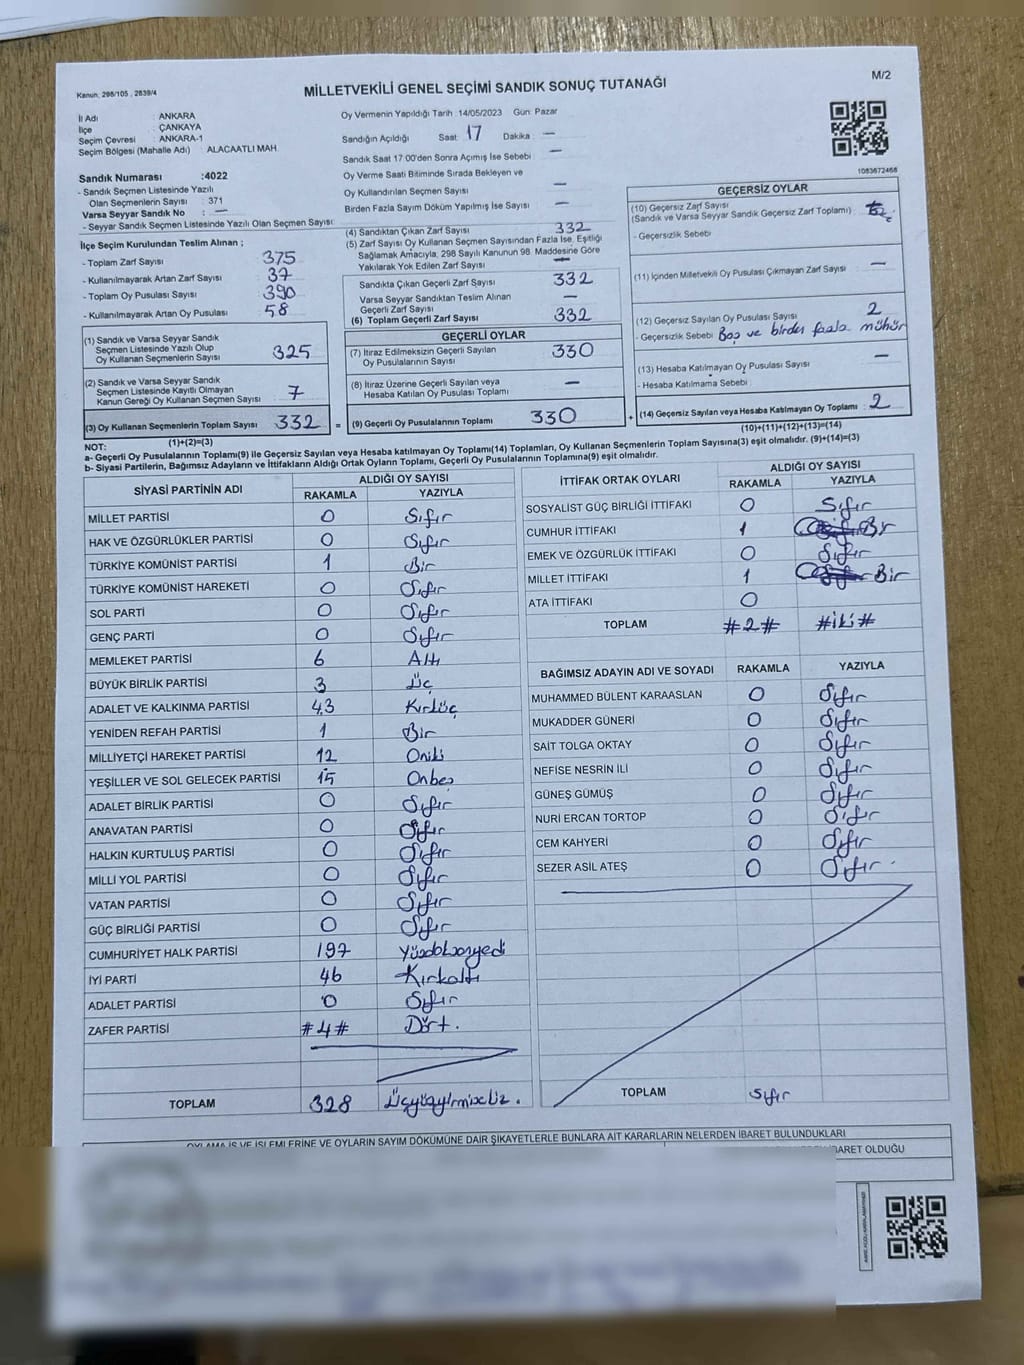 M/2
Kanun: 298/105 , 2839/4
MİLLETVEKİLİ GENEL SEÇİMİ SANDIK SONUÇ TUTANAĞI
İl Adı : ANKARA
İlçe : ÇANKAYA
Seçim Çevresi : ANKARA-1
Seçim Bölgesi (Mahalle Adı) : ALACAATLI MAH.
Sandık Numarası :4022
- Sandık Seçmen Listesinde Yazılı
Olan Seçmenlerin Sayısı : 371
Varsa Seyyar Sandık No : —
- Seyyar Sandık Seçmen Listesinde Yazılı Olan Seçmen Sayısı:
İlçe Seçim Kurulundan Teslim Alınan ;
- Toplam Zarf Sayısı 375
- Kullanılmayarak Artan Zarf Sayısı : 37
- Toplam Oy Pusulası Sayısı 390
- Kullanılmayarak Artan Oy Pusulası : 58
(1) Sandık ve Varsa Seyyar Sandık
Seçmen Listesinde Yazılı Olup
Oy Kullanan Seçmenlerin Sayısı : 325
(2) Sandık ve Varsa Seyyar Sandık
Seçmen Listesinde Kayıtlı Olmayan
Kanun Gereği Oy Kullanan Seçmen Sayısı : 7
(3) Oy Kullanan Seçmenlerin Toplam Sayısı : 332
(1)+(2)=(3)
Oy Vermenin Yapıldığı Tarih :14/05/2023 Gün: Pazar
Sandığın Açıldığı Saat: 17 Dakika : —
Sandık Saat 17:00'den Sonra Açımış İse Sebebi : —
Oy Verme Saati Bitiminde Sırada Bekleyen ve
Oy Kullandırılan Seçmen Sayısı : —
Birden Fazla Sayım Döküm Yapılmış İse Sayısı : —
(4) Sandıktan Çıkan Zarf Sayısı : 332
(5) Zarf Sayısı Oy Kullanan Seçmen Sayısından Fazla İse, Eşitliği
Sağlamak Amacıyla, 298 Sayılı Kanunun 98. Maddesine Göre
Yakılarak Yok Edilen Zarf Sayısı : —
Sandıkta Çıkan Geçerli Zarf Sayısı : 332
Varsa Seyyar Sandıktan Teslim Alınan
Geçerli Zarf Sayısı : —
(6) Toplam Geçerli Zarf Sayısı : 332
GEÇERLİ OYLAR
(7) İtiraz Edilmeksizin Geçerli Sayılan
Oy Pusulalarının Sayısı : 330
(8) İtiraz Üzerine Geçerli Sayılan veya
Hesaba Katılan Oy Pusulası Toplamı : —
= (9) Geçerli Oy Pusulalarının Toplamı : 330
1083672466
GEÇERSİZ OYLAR
(10) Geçersiz Zarf Sayısı
(Sandık ve Varsa Seyyar Sandık Geçersiz Zarf Toplamı) :
- Geçersizlik Sebebi :
(11) İçinden Milletvekili Oy Pusulası Çıkmayan Zarf Sayısı : —
(12) Geçersiz Sayılan Oy Pusulası Sayısı : 2
- Geçersizlik Sebebi : Boş ve birden fazla mühür
(13) Hesaba Katılmayan Oy Pusulası Sayısı : —
- Hesaba Katılmama Sebebi :
+ (14) Geçersiz Sayılan veya Hesaba Katılmayan Oy Toplamı : 2
(10)+(11)+(12)+(13)=(14)
NOT:
a- Geçerli Oy Pusulalarının Toplamı(9) ile Geçersiz Sayılan veya Hesaba katılmayan Oy Toplamı(14) Toplamları, Oy Kullanan Seçmenlerin Toplam Sayısına(3) eşit olmalıdır. (9)+(14)=(3)
b- Siyasi Partilerin, Bağımsız Adayların ve İttifakların Aldığı Ortak Oyların Toplamı, Geçerli Oy Pusulalarının Toplamına(9) eşit olmalıdır.
SİYASİ PARTİNİN ADI ALDIĞI OY SAYISI
RAKAMLA YAZIYLA
MİLLET PARTİSİ 0 Sıfır
HAK VE ÖZGÜRLÜKLER PARTİSİ 0 Sıfır
TÜRKİYE KOMÜNİST PARTİSİ 1 Bir
TÜRKİYE KOMÜNİST HAREKETİ 0 Sıfır
SOL PARTİ 0 Sıfır
GENÇ PARTİ 0 Sıfır
MEMLEKET PARTİSİ 6 Altı
BÜYÜK BİRLİK PARTİSİ 3 Üç
ADALET VE KALKINMA PARTİSİ 43 Kırküç
YENİDEN REFAH PARTİSİ 1 Bir
MİLLİYETÇİ HAREKET PARTİSİ 12 Oniki
YEŞİLLER VE SOL GELECEK PARTİSİ 15 Onbeş
ADALET BİRLİK PARTİSİ 0 Sıfır
ANAVATAN PARTİSİ 0 Sıfır
HALKIN KURTULUŞ PARTİSİ 0 Sıfır
MİLLİ YOL PARTİSİ 0 Sıfır
VATAN PARTİSİ 0 Sıfır
GÜÇ BİRLİĞİ PARTİSİ 0 Sıfır
CUMHURİYET HALK PARTİSİ 197 Yüzdoksanyedi
İYİ PARTİ 46 Kırkaltı
ADALET PARTİSİ 0 Sıfır
ZAFER PARTİSİ #4# Dört.
TOPLAM 328 Üçyüzyirmisekiz.
İTTİFAK ORTAK OYLARI ALDIĞI OY SAYISI
RAKAMLA YAZIYLA
SOSYALİST GÜÇ BİRLİĞİ İTTİFAKI 0 Sıfır
CUMHUR İTTİFAKI 1 Bir
EMEK VE ÖZGÜRLÜK İTTİFAKI 0 Sıfır
MİLLET İTTİFAKI 1 Bir
ATA İTTİFAKI 0
TOPLAM #2# #İki#
BAĞIMSIZ ADAYIN ADI VE SOYADI RAKAMLA YAZIYLA
MUHAMMED BÜLENT KARAASLAN 0 Sıfır
MUKADDER GÜNERİ 0 Sıfır
SAİT TOLGA OKTAY 0 Sıfır
NEFİSE NESRİN İLİ 0 Sıfır
GÜNEŞ GÜMÜŞ 0 Sıfır
NURİ ERCAN TORTOP 0 Sıfır
CEM KAHYERİ 0 Sıfır
SEZER ASİL ATEŞ 0 Sıfır
TOPLAM Sıfır
OYLAMA İŞ VE İŞLEMLERİNE VE OYLARIN SAYIM DÖKÜMÜNE DAİR ŞİKAYETLERLE BUNLARA AİT KARARLARIN NELERDEN İBARET BULUNDUKLARI
İBARET OLDUĞU